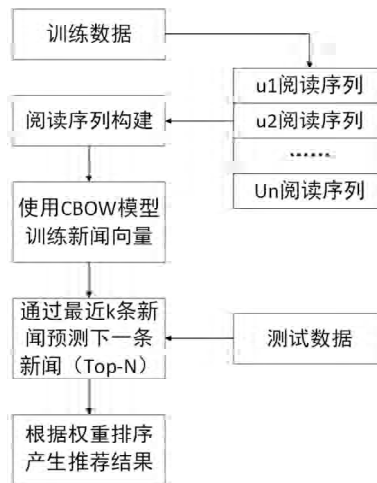 训练数据
u1阅读序列
阅读序列构建
u2阅读序列
……
Un阅读序列
使用CBOW模型
训练新闻向量
通过最近k条新
闻预测下一条
新闻（Top-N）
测试数据
根据权重排序
产生推荐结果